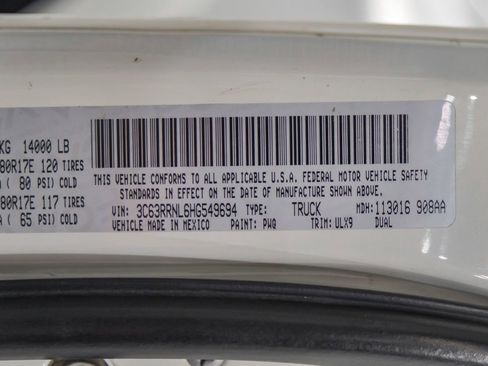 KG 14000 LB
80R17E 120 TIRES
( 80 PSI) COLD
80R17E 117 TIRES
( 65 PSI) COLD
THIS VEHICLE CONFORMS TO ALL APPLICABLE U.S.A. FEDERAL MOTOR VEHICLE SAFETY
STANDARDS IN EFFECT ON THE DATE OF MANUFACTURE SHOWN ABOVE.
VIN: 3C63RRNL6HG549694 TYPE: TRUCK MDH: 113016 908AA
VEHICLE MADE IN MEXICO PAINT: PWQ TRIM: ULX9 DUAL